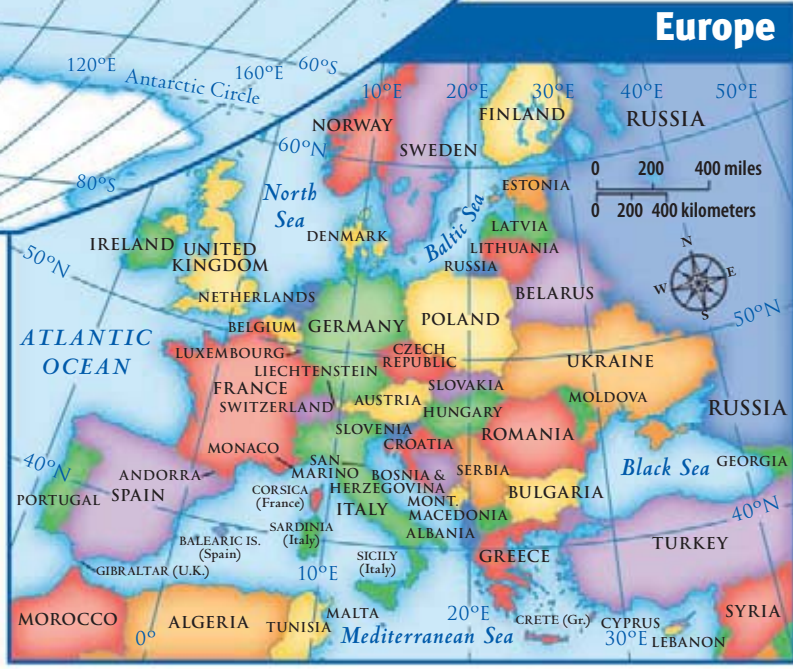 Europe
120°E
Antarctic Circle
160°E
60°S
80°S
10°E
20°E
30°E
40°E
50°E
NORWAY
SWEDEN
FINLAND
RUSSIA
60°N
0 200 400 miles
0 200 400 kilometers
North
Sea
ESTONIA
Baltic Sea
LATVIA
LITHUANIA
RUSSIA
DENMARK
IRELAND
UNITED
KINGDOM
N
W
E
S
50°N
NETHERLANDS
BELARUS
BELGIUM
GERMANY
POLAND
50°N
ATLANTIC
OCEAN
LUXEMBOURG
CZECH
REPUBLIC
UKRAINE
LIECHTENSTEIN
FRANCE
SLOVAKIA
SWITZERLAND
AUSTRIA
HUNGARY
MOLDOVA
RUSSIA
SLOVENIA
CROATIA
ROMANIA
MONACO
40°N
SAN
MARINO
BOSNIA &
HERZEGOVINA
SERBIA
Black Sea
GEORGIA
ANDORRA
PORTUGAL
SPAIN
CORSICA
(France)
ITALY
MONT.
MACEDONIA
BULGARIA
40°N
SARDINIA
(Italy)
ALBANIA
BALEARIC IS.
(Spain)
SICILY
(Italy)
GREECE
TURKEY
GIBRALTAR (U.K.)
10°E
MOROCCO
ALGERIA
TUNISIA
MALTA
20°E
CRETE (Gr.)
CYPRUS
SYRIA
0°
Mediterranean Sea
30°E
LEBANON